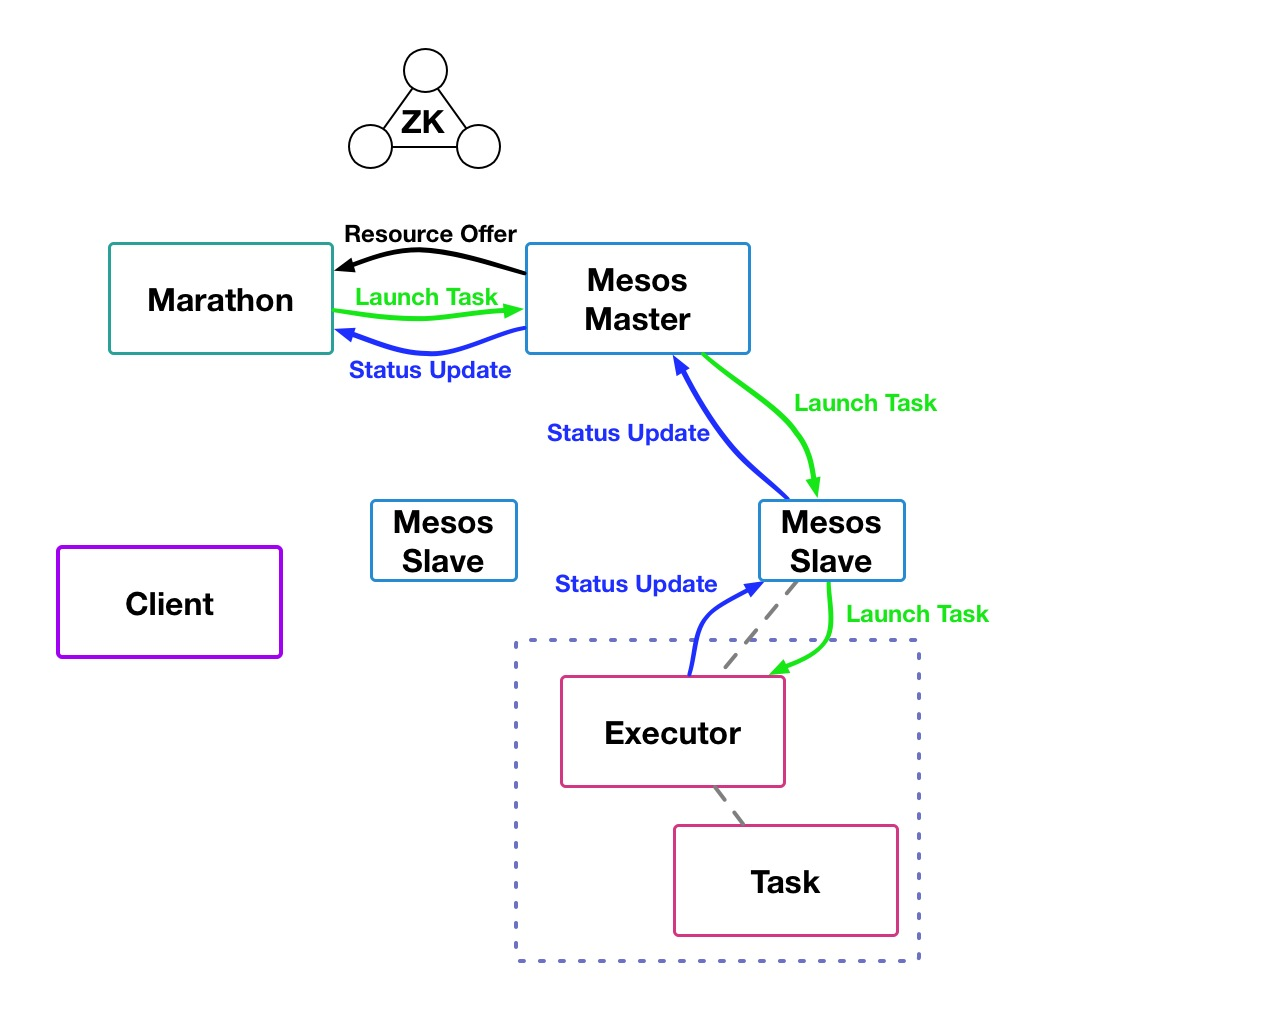 ZK
Resource Offer
Marathon
Launch Task
Mesos
Master
Status Update
Launch Task
Status Update
Mesos
Slave
Mesos
Slave
Client
Status Update
Launch Task
Executor
Task